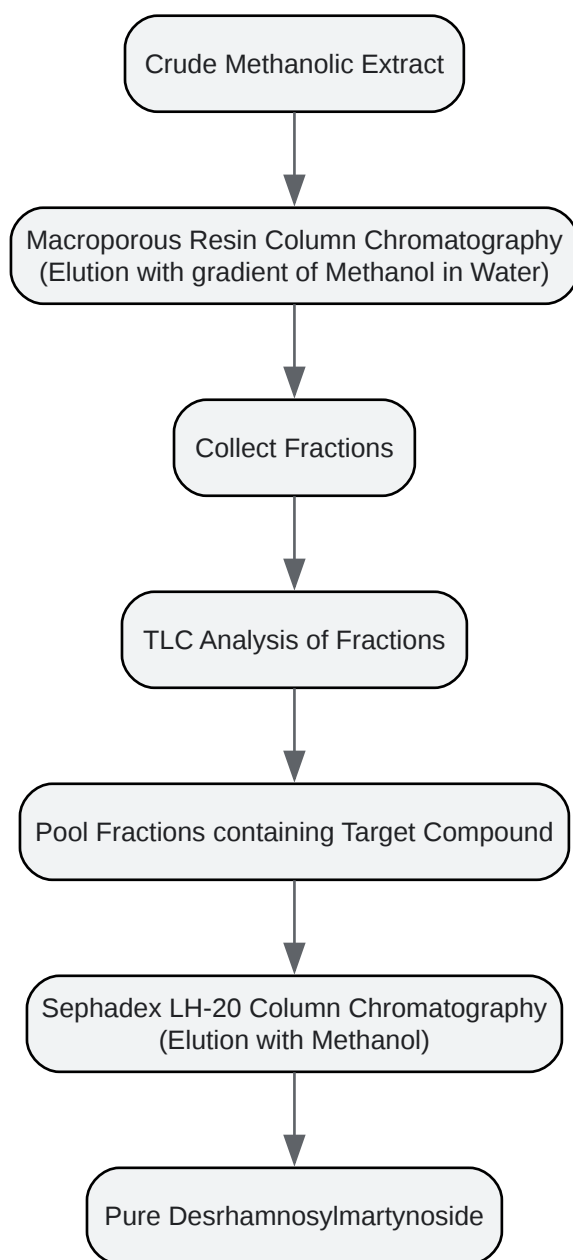 Crude Methanolic Extract
Macroporous Resin Column Chromatography
(Elution with gradient of Methanol in Water)
Collect Fractions
TLC Analysis of Fractions
Pool Fractions containing Target Compound
Sephadex LH-20 Column Chromatography
(Elution with Methanol)
Pure Desrhamnosylmartynoside